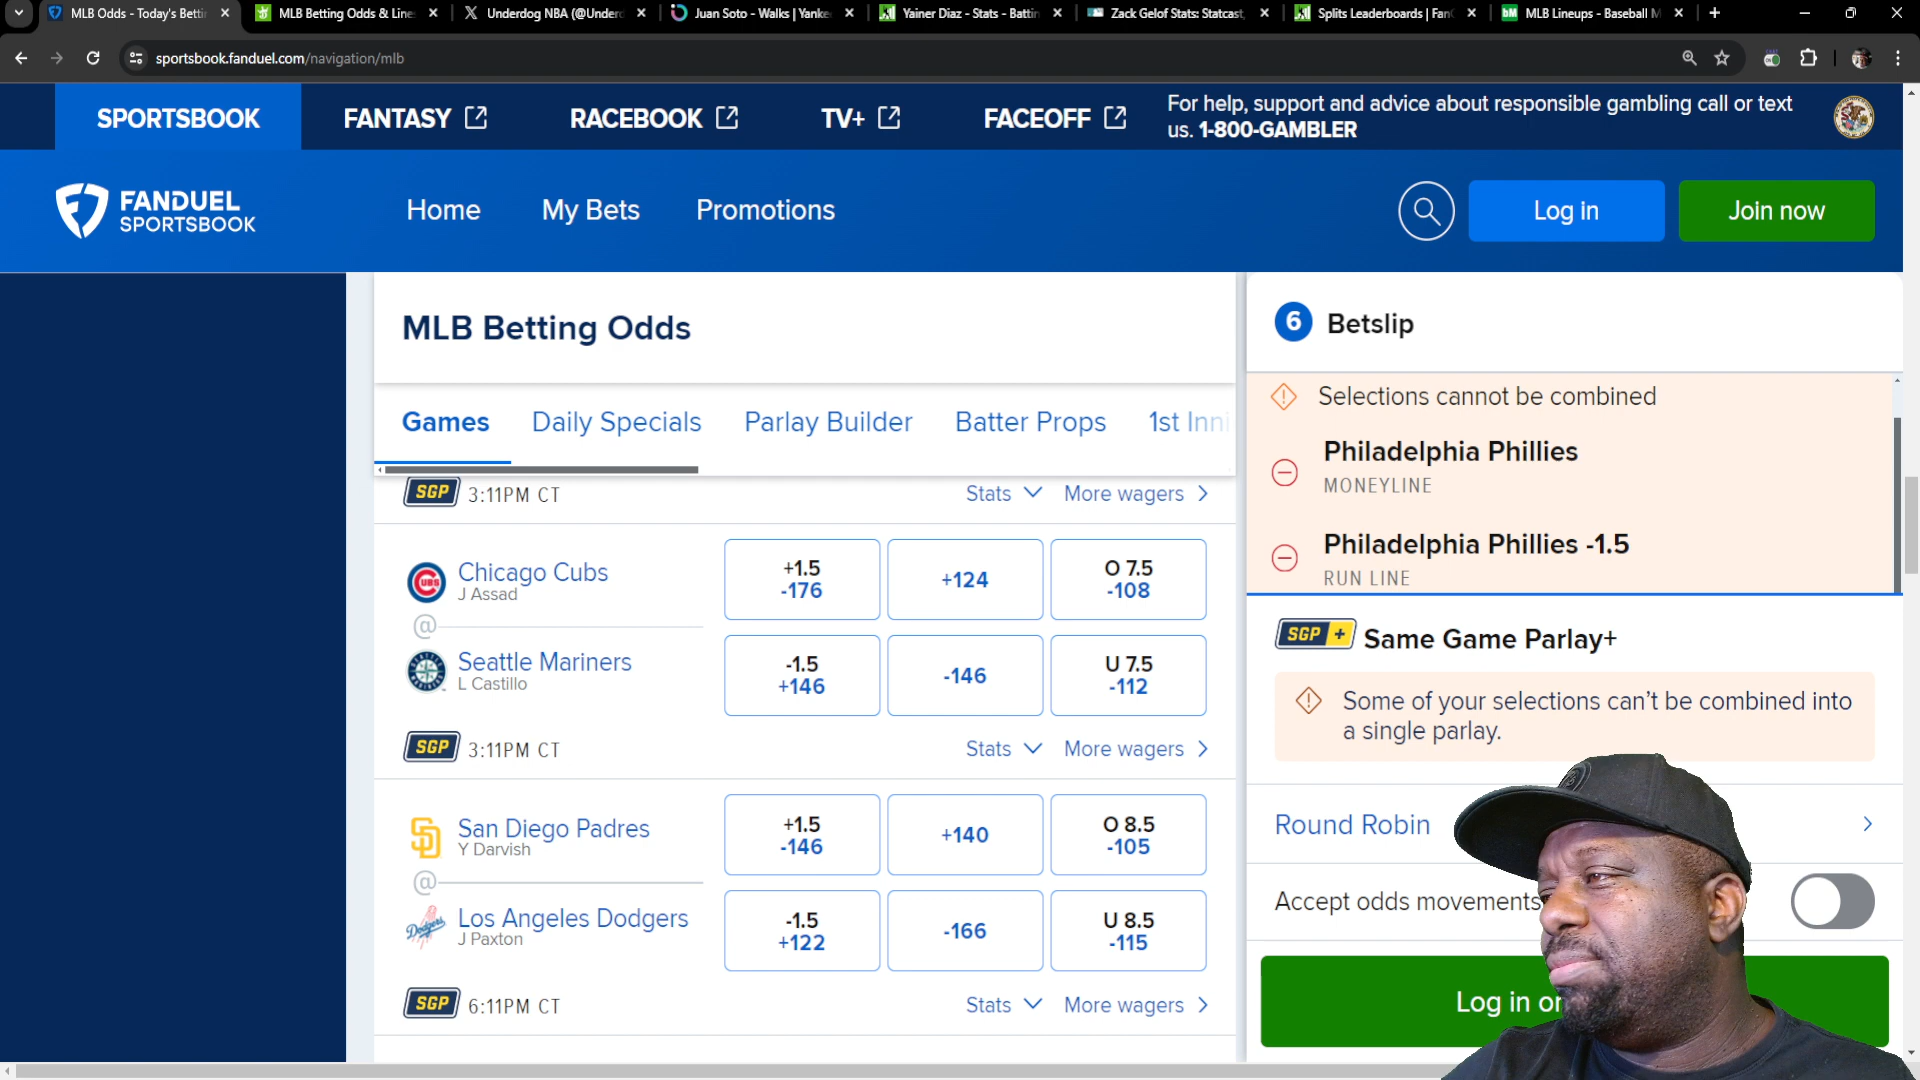 MLB Odds - Today's Betti
MLB Betting Odds & Line
Underdog NBA (@Underd
Juan Soto - Walks | Yanke
Yainer Diaz - Stats - Battin
Zack Gelof Stats: Statcast,
Splits Leaderboards | Fan
MLB Lineups - Baseball M
sportsbook.fanduel.com/navigation/mlb
SPORTSBOOK
FANTASY
RACEBOOK
TV+
FACEOFF
For help, support and advice about responsible gambling call or text
us. 1-800-GAMBLER
FANDUEL
SPORTSBOOK
Home
My Bets
Promotions
Log in
Join now
MLB Betting Odds
Games
Daily Specials
Parlay Builder
Batter Props
1st Inni
SGP 3:11PM CT
Stats
More wagers
Chicago Cubs
J Assad
+1.5
-176
+124
O 7.5
-108
@
Seattle Mariners
L Castillo
-1.5
+146
-146
U 7.5
-112
SGP 3:11PM CT
Stats
More wagers
San Diego Padres
Y Darvish
+1.5
-146
+140
O 8.5
-105
@
Los Angeles Dodgers
J Paxton
-1.5
+122
-166
U 8.5
-115
SGP 6:11PM CT
Stats
More wagers
6 Betslip
Selections cannot be combined
Philadelphia Phillies
MONEYLINE
Philadelphia Phillies -1.5
RUN LINE
SGP + Same Game Parlay+
Some of your selections can't be combined into
a single parlay.
Round Robin
Accept odds movements
Log in or